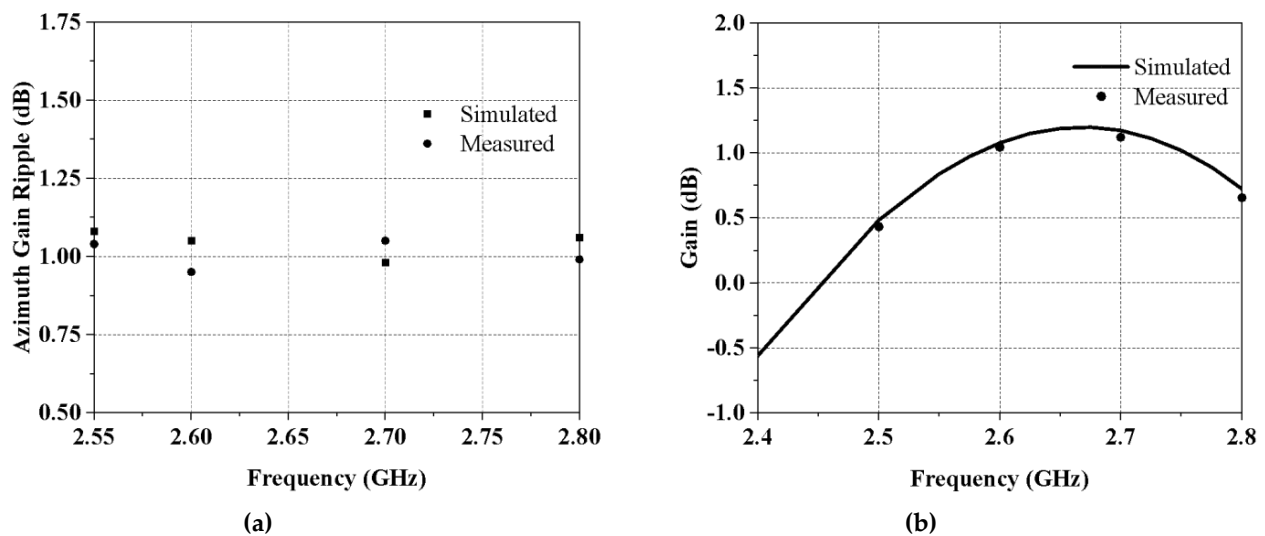 1.75
1.50
1.25
1.00
0.75
0.50
Azimuth Gain Ripple (dB)
Simulated
Measured
2.55 2.60 2.65 2.70 2.75 2.80
Frequency (GHz)
(a)
2.0
1.5
1.0
0.5
0.0
-0.5
-1.0
Gain (dB)
Simulated
Measured
2.4 2.5 2.6 2.7 2.8
Frequency (GHz)
(b)